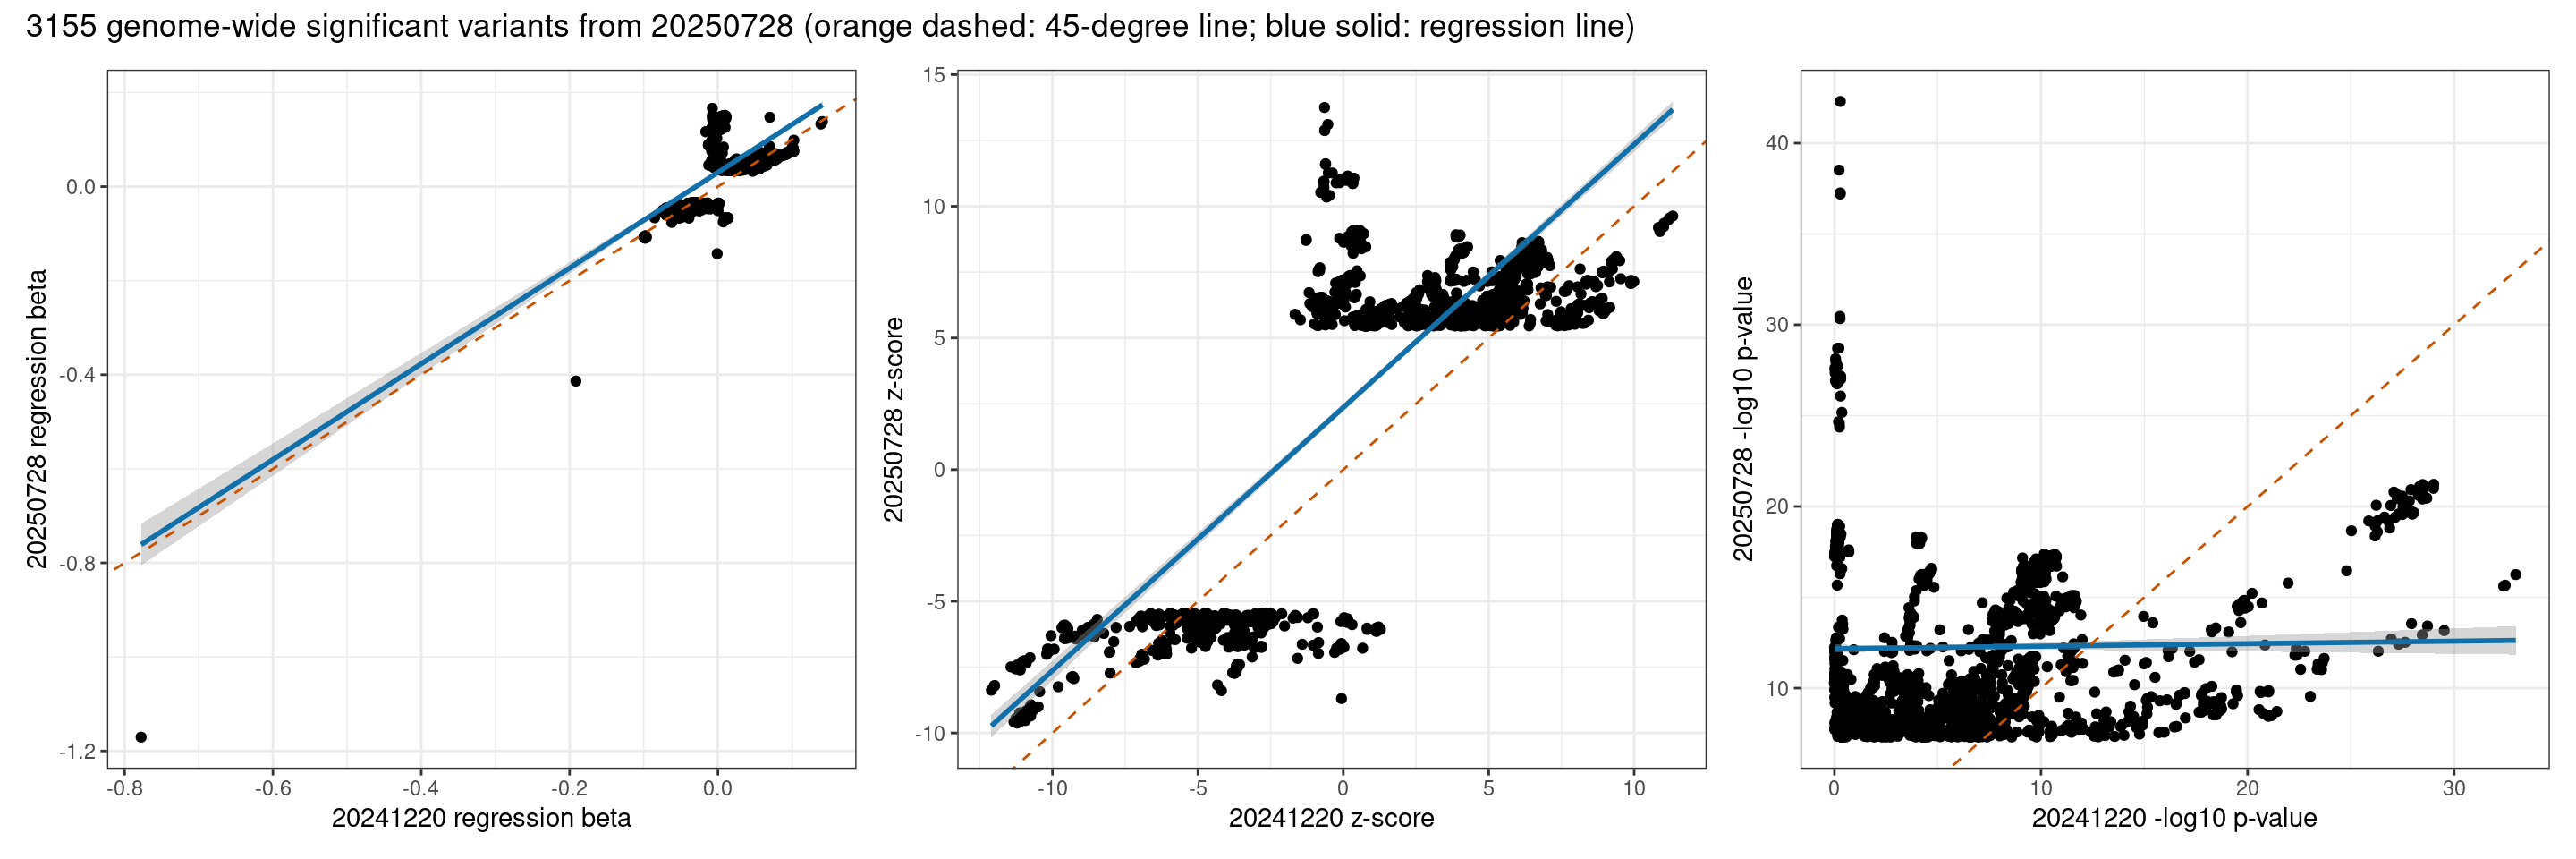 3155 genome-wide significant variants from 20250728 (orange dashed: 45-degree line; blue solid: regression line)
20250728 regression beta
0.0
-0.4
-0.8
-1.2
-0.8 -0.6 -0.4 -0.2 0.0
20241220 regression beta
20250728 z-score
15
10
5
0
-5
-10
-10 -5 0 5 10
20241220 z-score
20250728 -log10 p-value
40
30
20
10
0 10 20 30
20241220 -log10 p-value